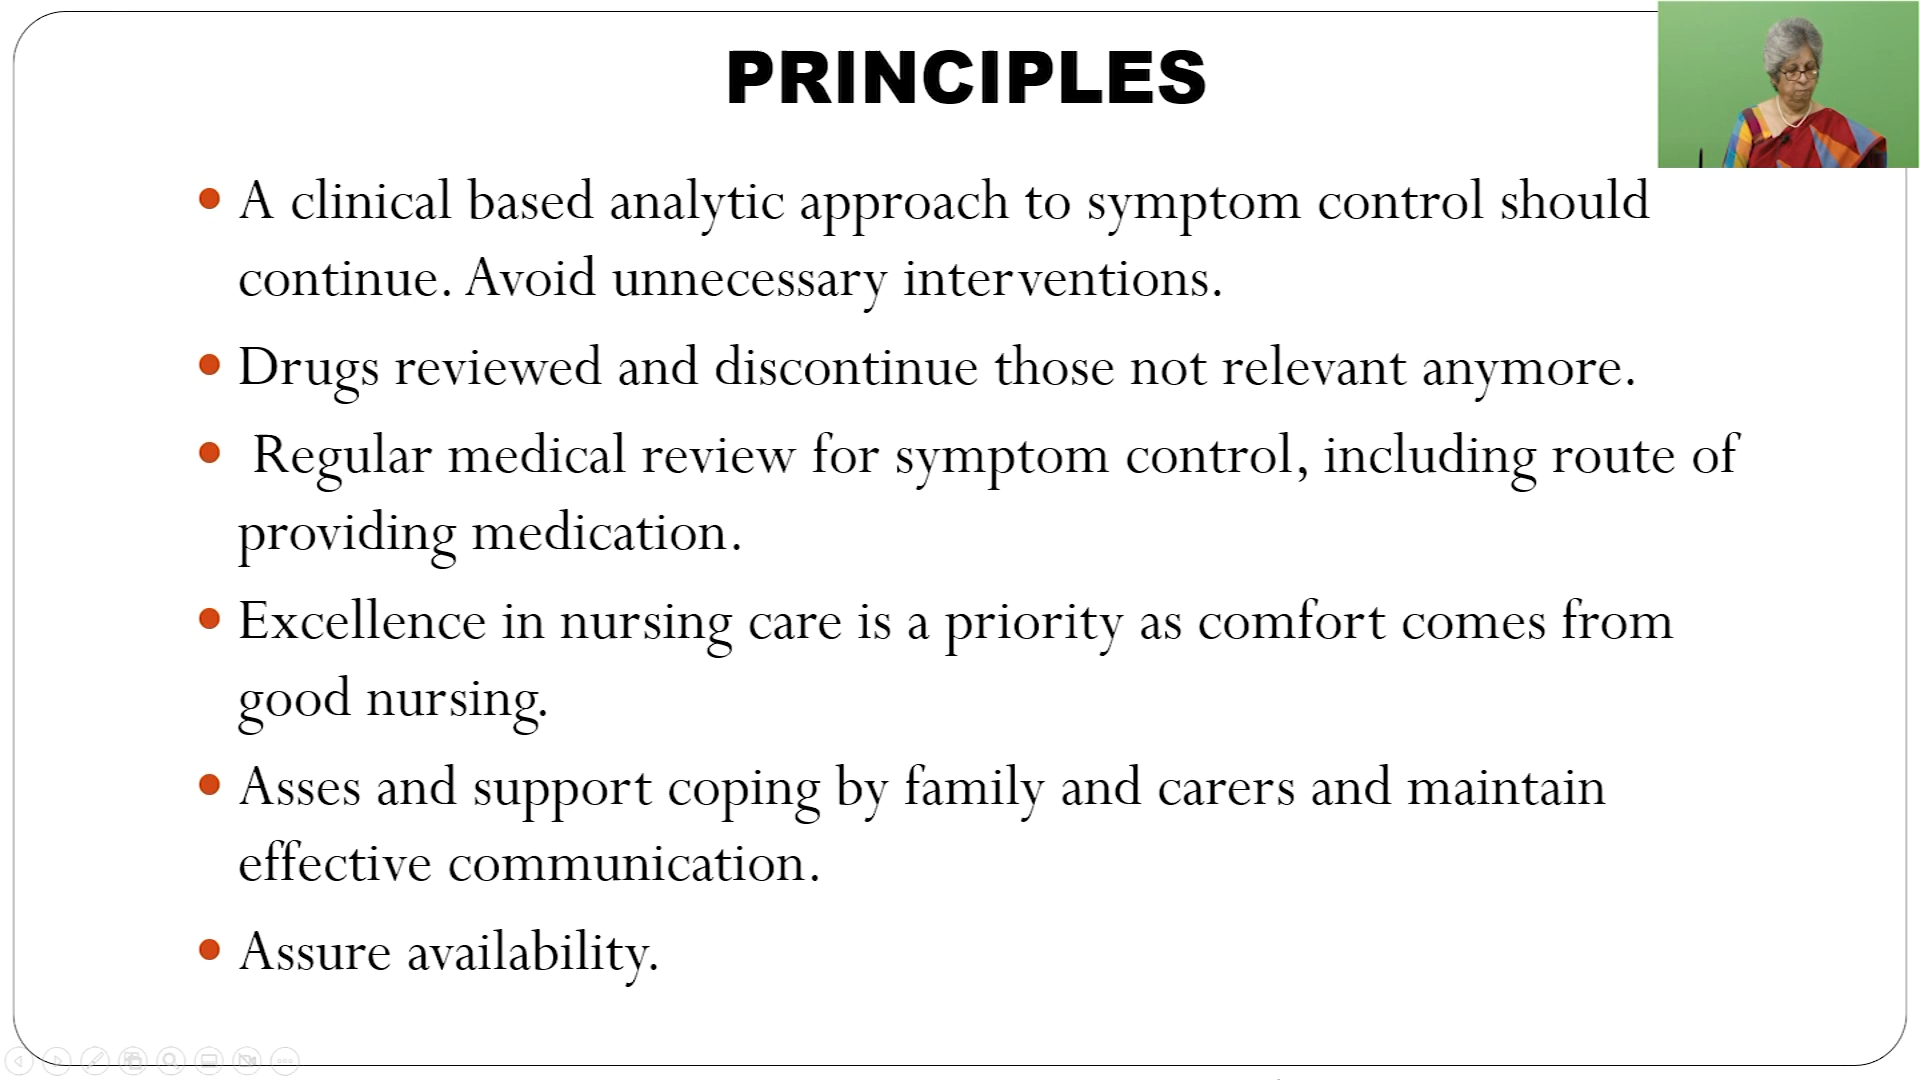 PRINCIPLES
• A clinical based analytic approach to symptom control should
continue. Avoid unnecessary interventions.
• Drugs reviewed and discontinue those not relevant anymore.
• Regular medical review for symptom control, including route of
providing medication.
• Excellence in nursing care is a priority as comfort comes from
good nursing.
• Asses and support coping by family and carers and maintain
effective communication.
• Assure availability.